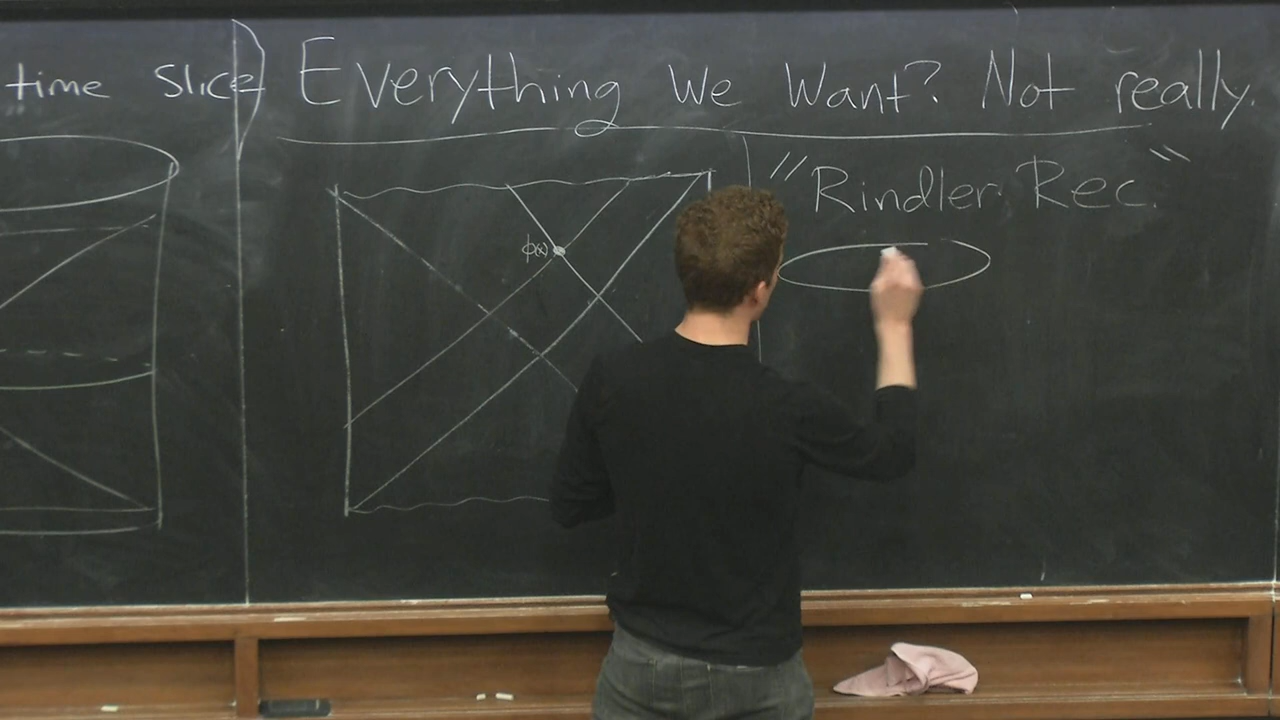 time Slice
Everything We Want? Not really.
"Rindler Rec."
ϕ(x)